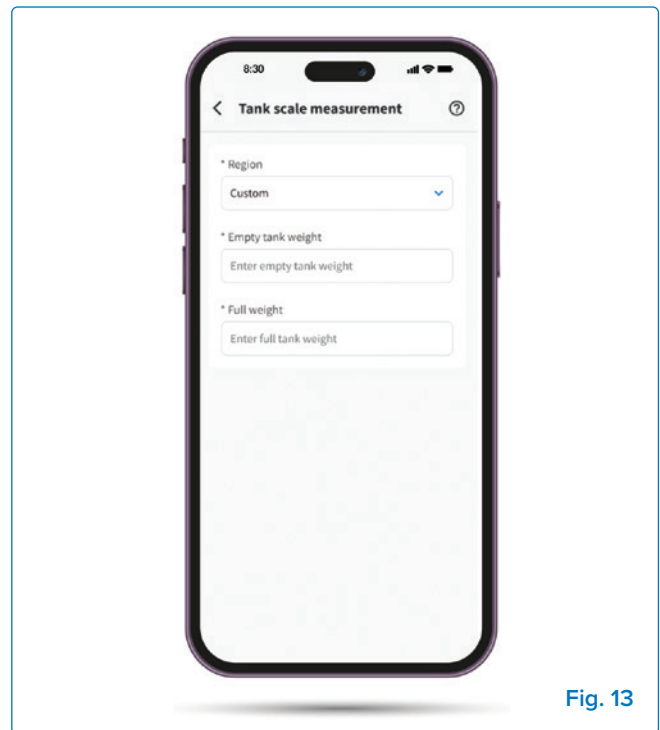 8:30
Tank scale measurement
* Region
Custom
* Empty tank weight
Enter empty tank weight
* Full weight
Enter full tank weight
Fig. 13